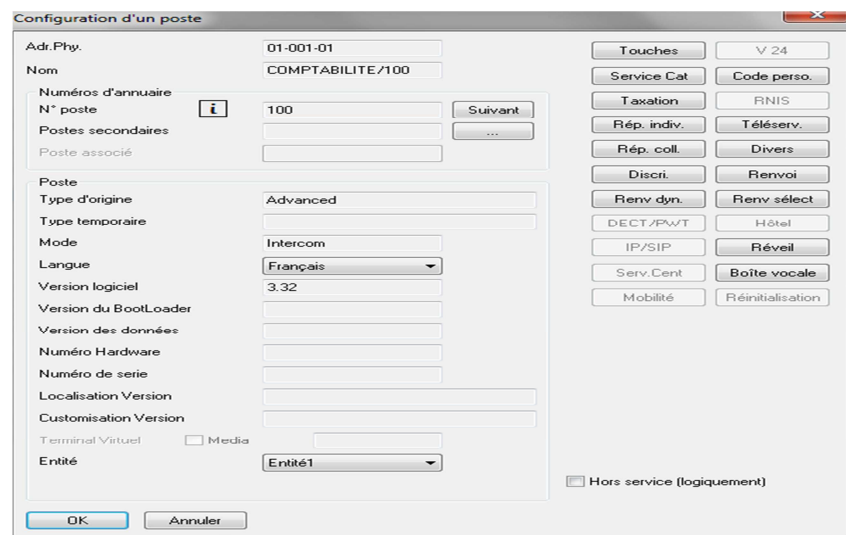 Configuration d'un poste
Adr.Phy. 01-001-01
Nom COMPTABILITE/100
Numéros d'annuaire
N° poste i 100 Suivant
Postes secondaires ...
Poste associé
Poste
Type d'origine Advanced
Type temporaire
Mode Intercom
Langue Français
Version logiciel 3.32
Version du BootLoader
Version des données
Numéro Hardware
Numéro de serie
Localisation Version
Customisation Version
Terminal Virtuel Media
Entité Entité1
OK Annuler
Touches V 24
Service Cat Code perso.
Taxation RNIS
Rép. indiv. Téléserv.
Rép. coll. Divers
Discri. Renvoi
Renv dyn. Renv sélect
DECT/PWT Hôtel
IP/SIP Réveil
Serv.Cent Boîte vocale
Mobilité Réinitialisation
Hors service (logiquement)